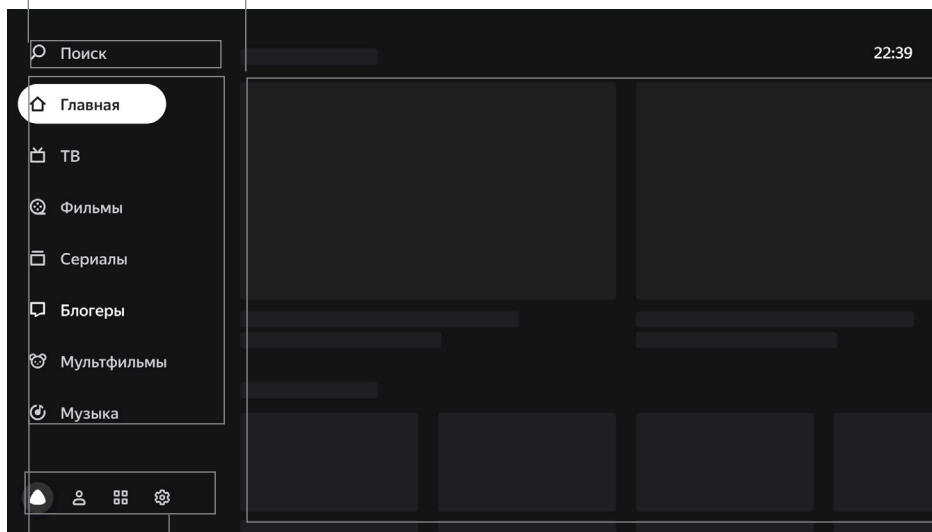 Поиск
22:39
Главная
ТВ
Фильмы
Сериалы
Блогеры
Мультфильмы
Музыка